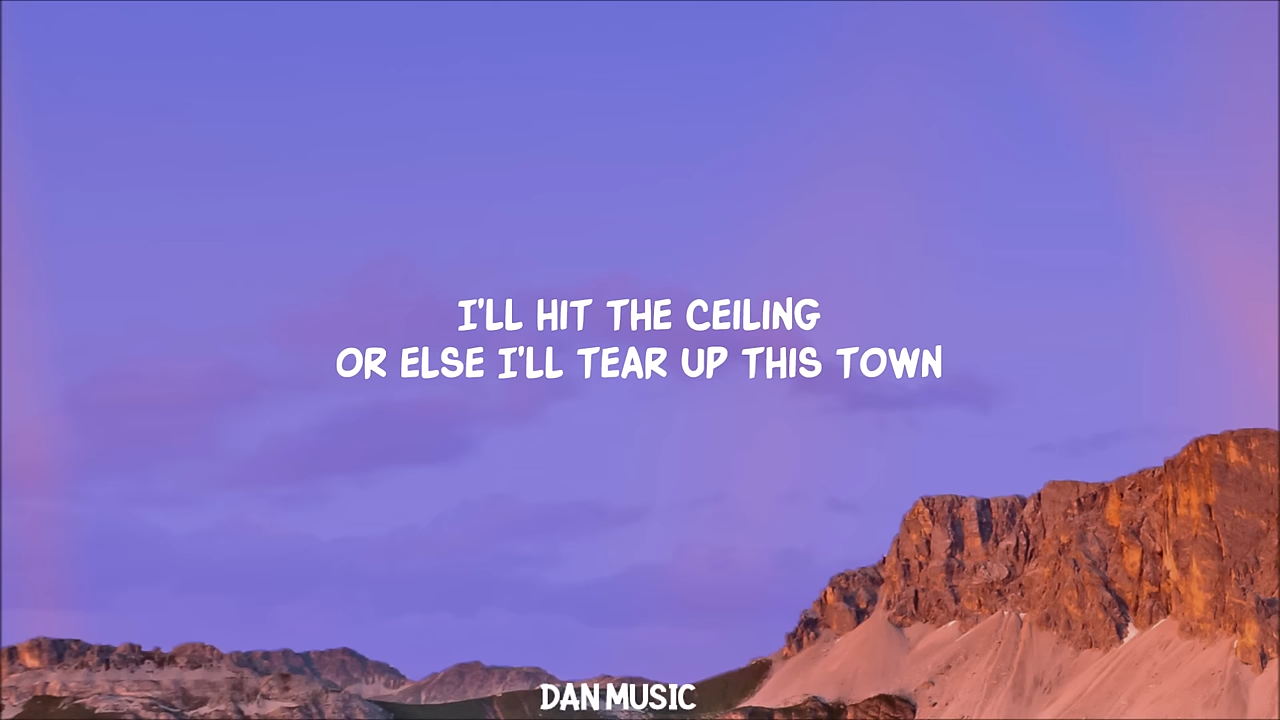 I'LL HIT THE CEILING
OR ELSE I'LL TEAR UP THIS TOWN
DAN MUSIC